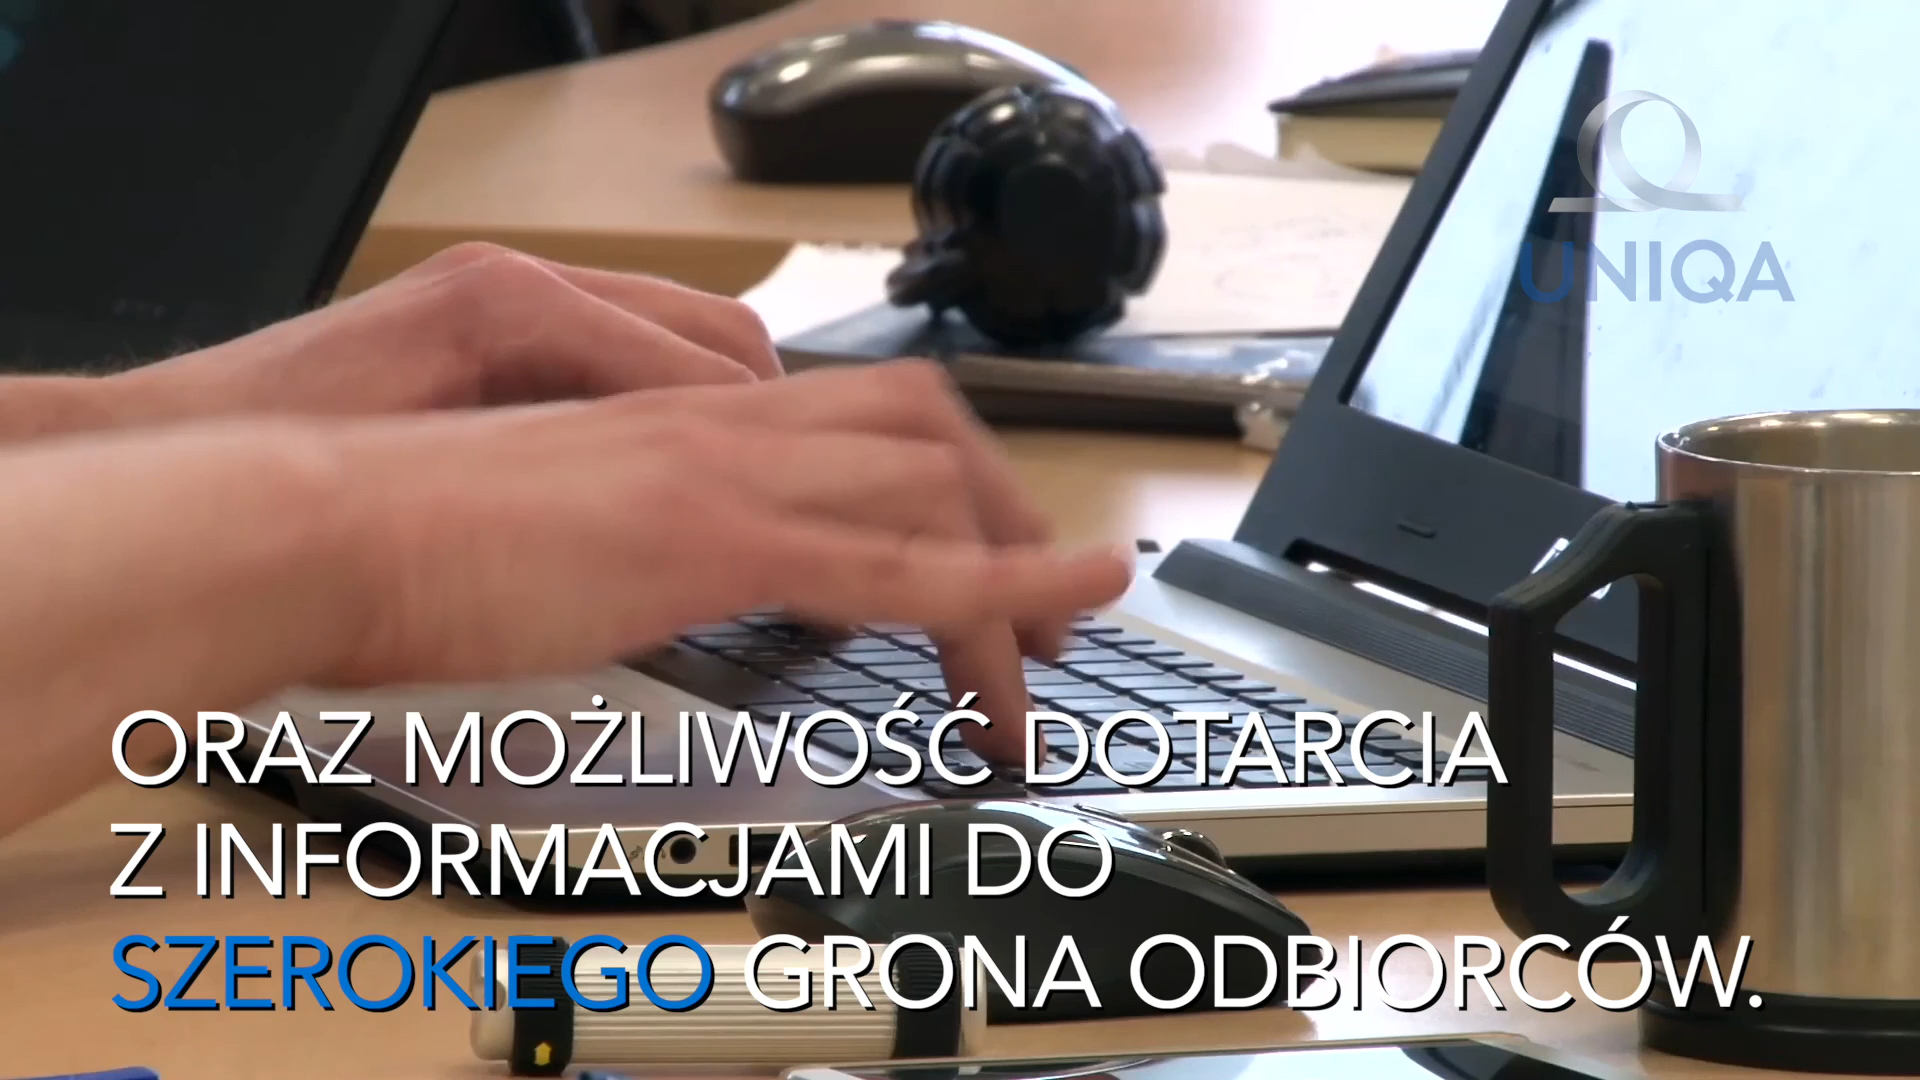 UNIQA
ORAZ MOŻLIWOŚĆ DOTARCIA
Z INFORMACJAMI DO
SZEROKIEGO GRONA ODBIORCÓW.